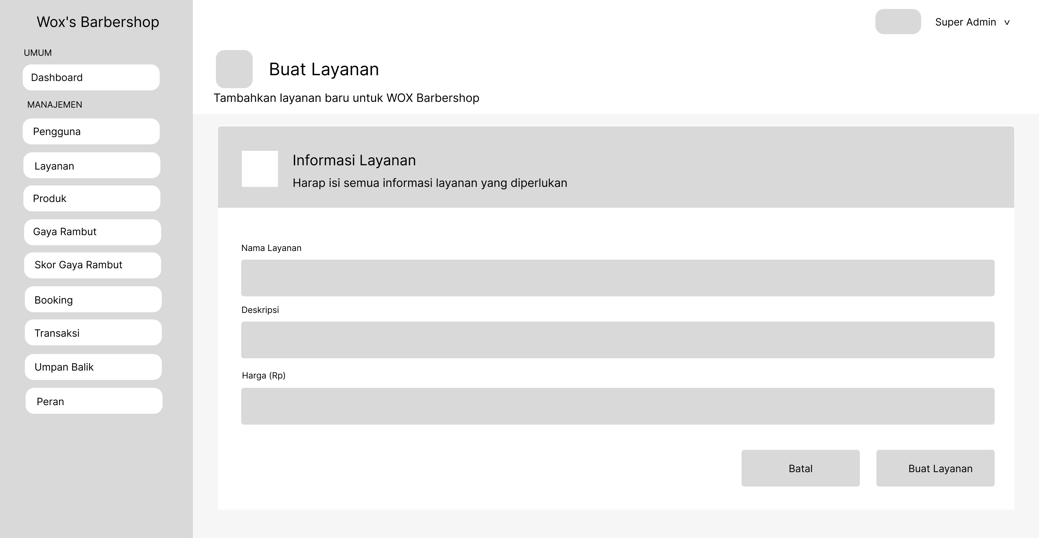 Wox's Barbershop
UMUM
Dashboard
MANAJEMEN
Pengguna
Layanan
Produk
Gaya Rambut
Skor Gaya Rambut
Booking
Transaksi
Umpan Balik
Peran
Super Admin v
Buat Layanan
Tambahkan layanan baru untuk WOX Barbershop
Informasi Layanan
Harap isi semua informasi layanan yang diperlukan
Nama Layanan
Deskripsi
Harga (Rp)
Batal
Buat Layanan